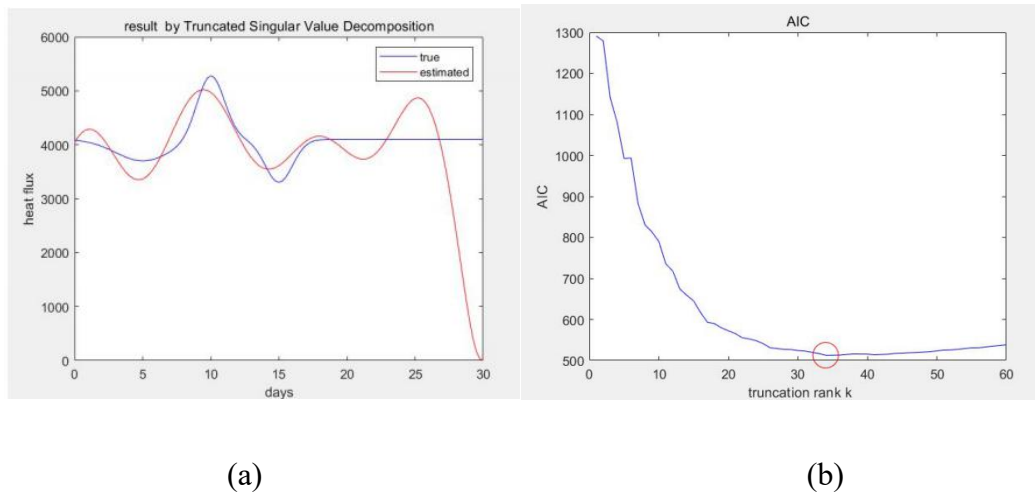 result by Truncated Singular Value Decomposition
6000
5000
4000
3000
2000
1000
0
heat flux
true
estimated
0 5 10 15 20 25 30
days
AIC
1300
1200
1100
1000
900
800
700
600
500
AIC
0 10 20 30 40 50 60
truncation rank k
(a) (b)